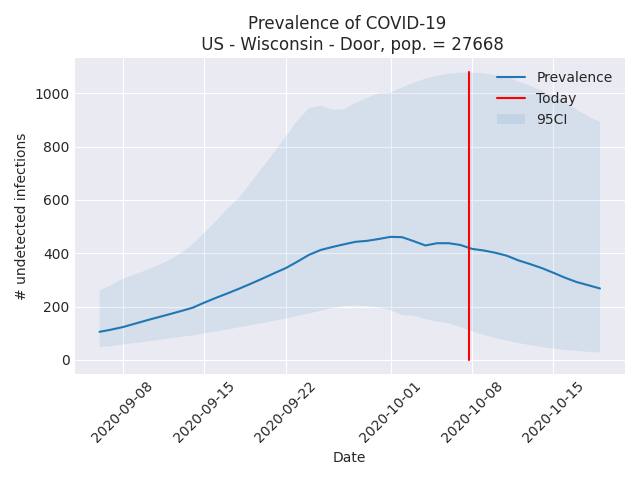 Prevalence of COVID-19
US - Wisconsin - Door, pop. = 27668
Prevalence
Today
95CI
1000
800
600
400
200
0
# undetected infections
2020-09-08
2020-09-15
2020-09-22
2020-10-01
2020-10-08
2020-10-15
Date